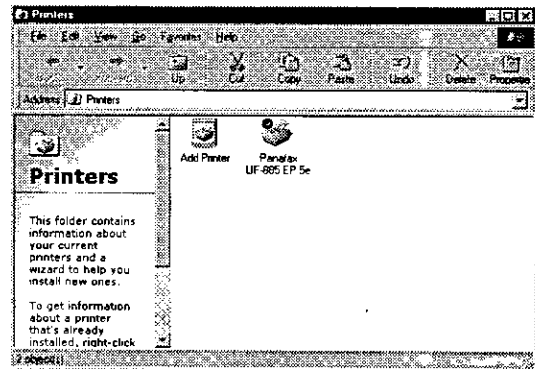 Printers
File Edit View Go Favorites Help
Up Cut Copy Paste Undo Delete Properties
Address Printers
Add Printer
Panafax
UF-885 EP 5e
Printers
This folder contains
information about
your current
printers and a
wizard to help you
install new ones.
To get information
about a printer
that's already
installed, right-click
2 object(s)